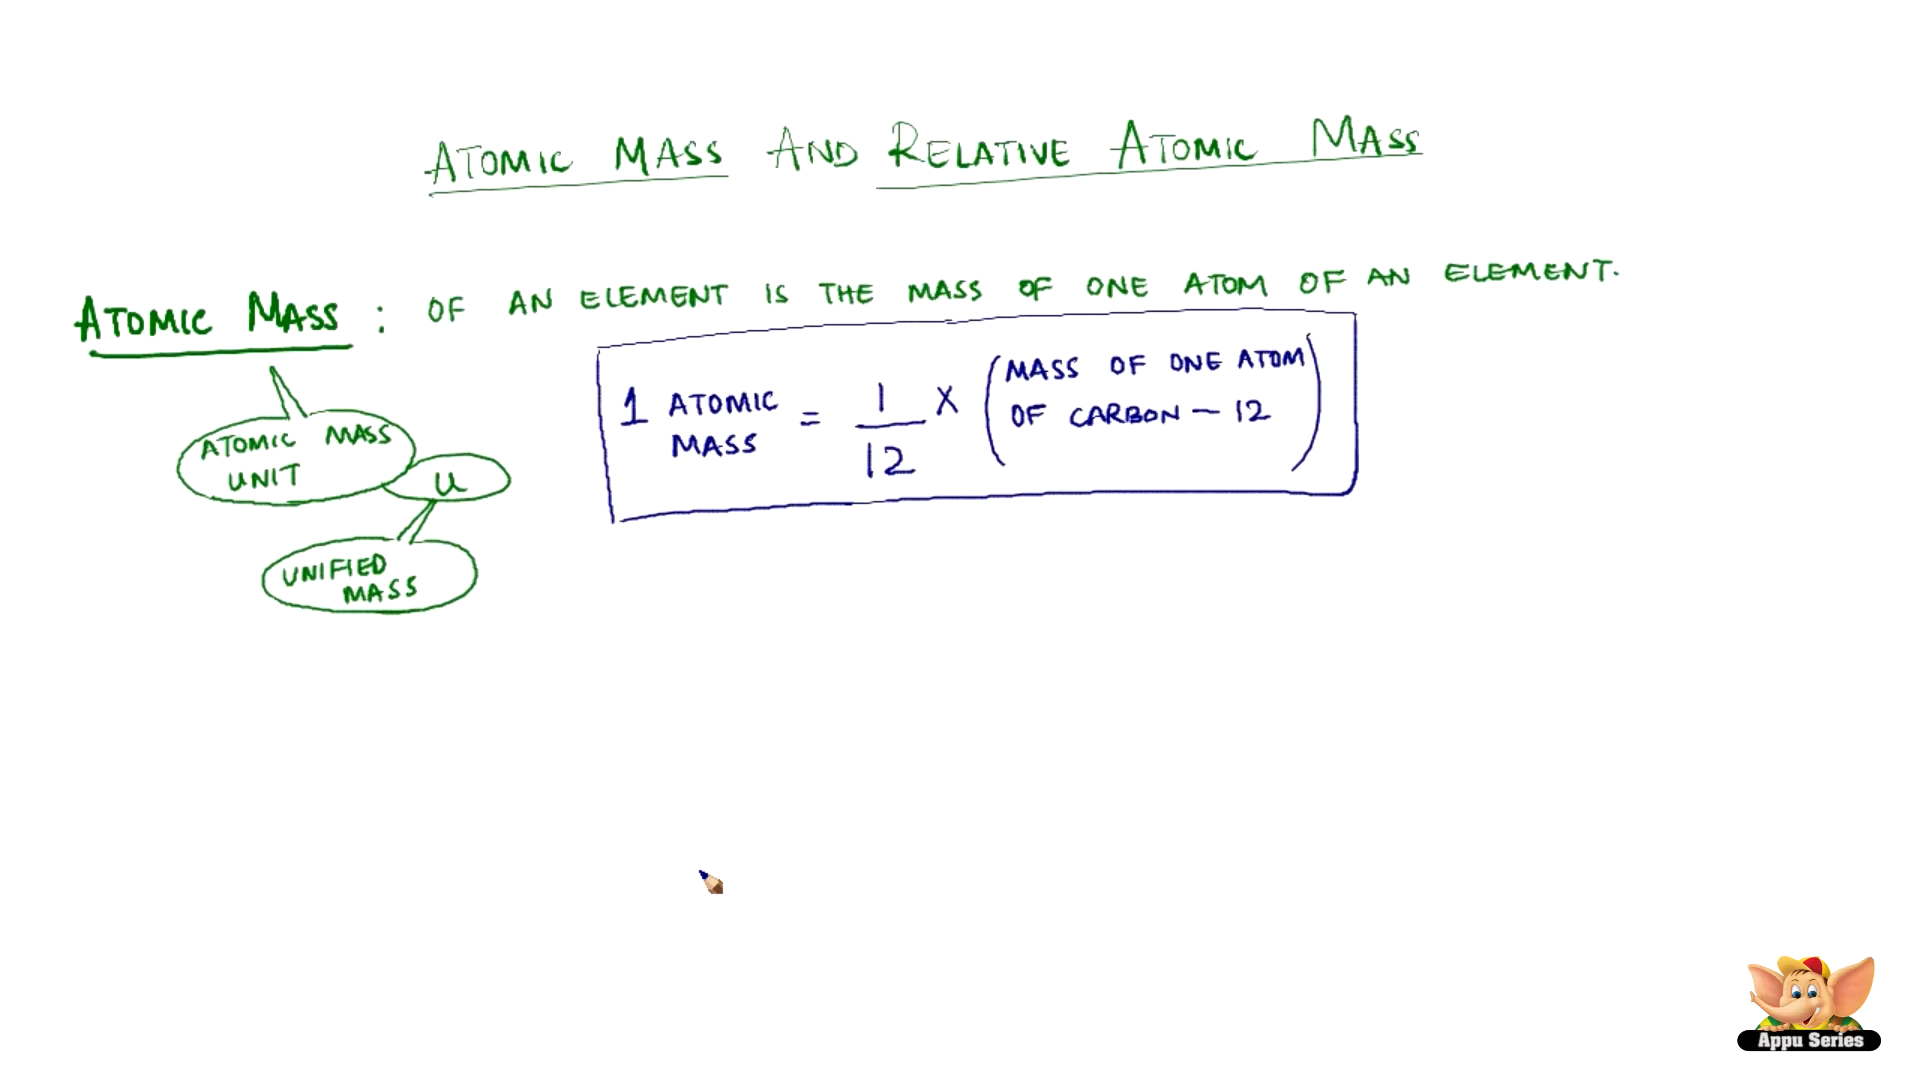 ATOMIC MASS AND RELATIVE ATOMIC MASS
ATOMIC MASS : OF AN ELEMENT IS THE MASS OF ONE ATOM OF AN ELEMENT.
1 ATOMIC MASS = 1/12 × (MASS OF ONE ATOM OF CARBON - 12)
ATOMIC MASS
UNIT
u
UNIFIED
MASS
Appu Series